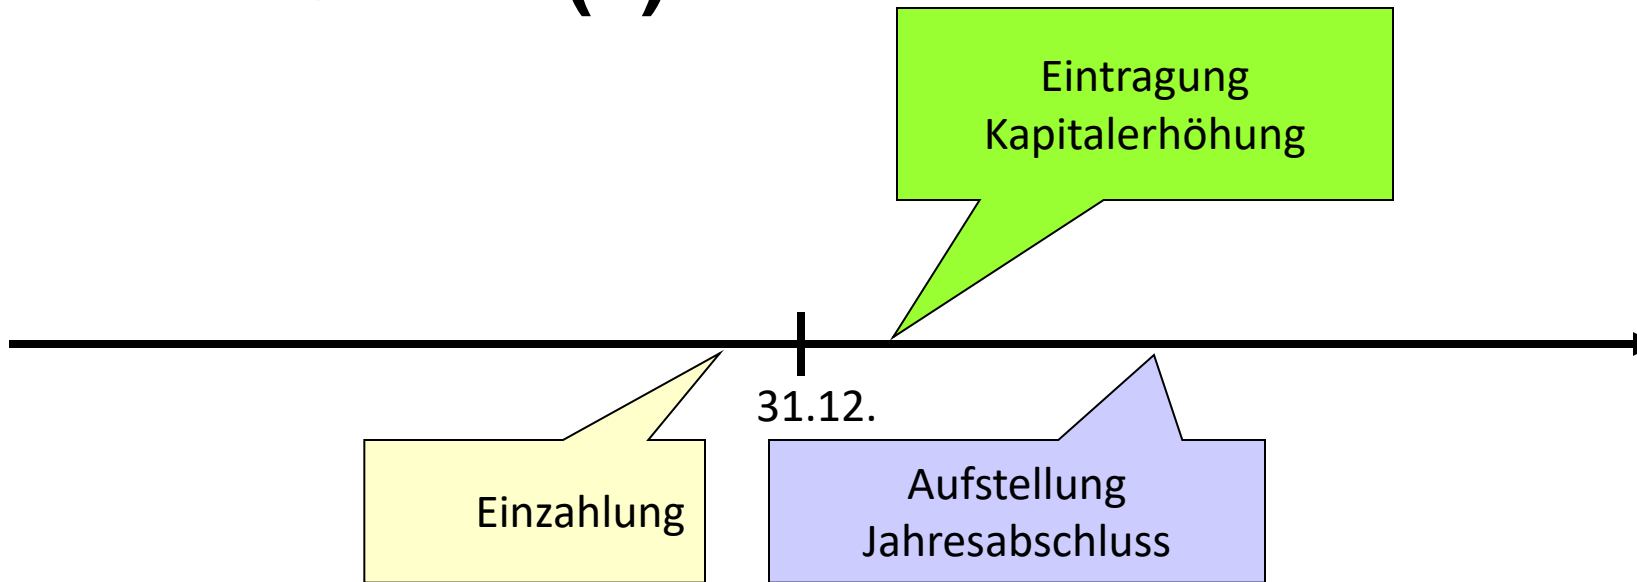 Eintragung
Kapitalerhöhung
31.12.
Einzahlung
Aufstellung
Jahresabschluss